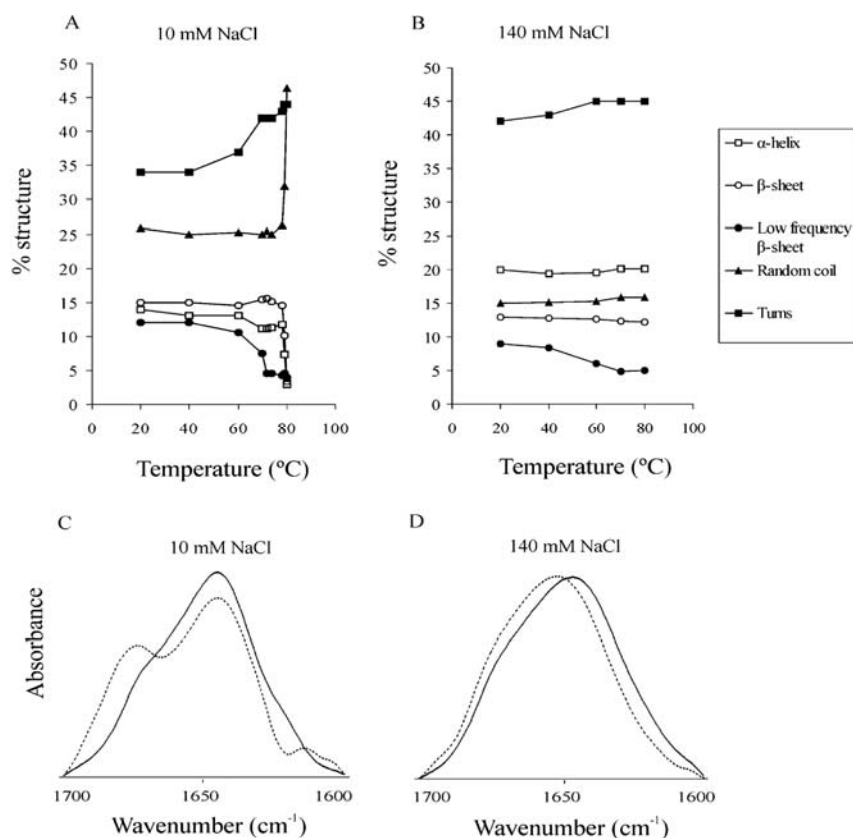 A
10 mM NaCl
B
140 mM NaCl
% structure
50
45
40
35
30
25
20
15
10
5
0
0 20 40 60 80 100
Temperature (ºC)
% structure
50
45
40
35
30
25
20
15
10
5
0
0 20 40 60 80 100
Temperature (ºC)
α-helix
β-sheet
Low frequency
β-sheet
Random coil
Turns
C
10 mM NaCl
D
140 mM NaCl
Absorbance
1700 1650 1600
Wavenumber (cm⁻¹)
1700 1650 1600
Wavenumber (cm⁻¹)